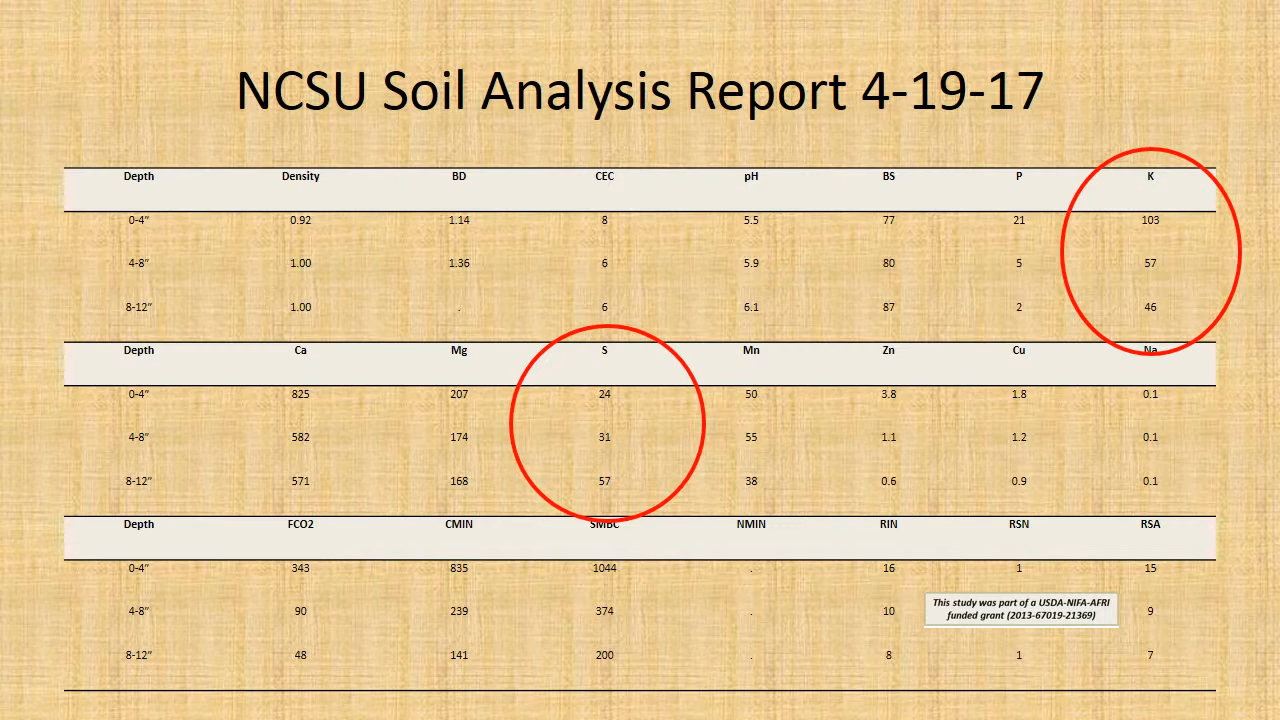 NCSU Soil Analysis Report 4-19-17
Depth Density BD CEC pH BS P K
0-4" 0.92 1.14 8 5.5 77 21 103
4-8" 1.00 1.36 6 5.9 80 5 57
8-12" 1.00 . 6 6.1 87 2 46
Depth Ca Mg S Mn Zn Cu Na
0-4" 825 207 24 50 3.8 1.8 0.1
4-8" 582 174 31 55 1.1 1.2 0.1
8-12" 571 168 57 38 0.6 0.9 0.1
Depth FCO2 CMIN SMBC NMIN RIN RSN RSA
0-4" 343 835 1044 . 16 1 15
4-8" 90 239 374 . 10 9
This study was part of a USDA-NIFA-AFRI
funded grant (2013-67019-21369)
8-12" 48 141 200 . 8 1 7